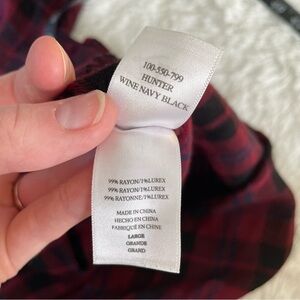 100-550-799
HUNTER
WINE NAVY BLACK
99% RAYON/1% LUREX
99% RAYON/1% LUREX
99% RAYONNE/1% LUREX
MADE IN CHINA
HECHO EN CHINA
FABRIQUÉ EN CHINE
LARGE
GRANDE
GRAND